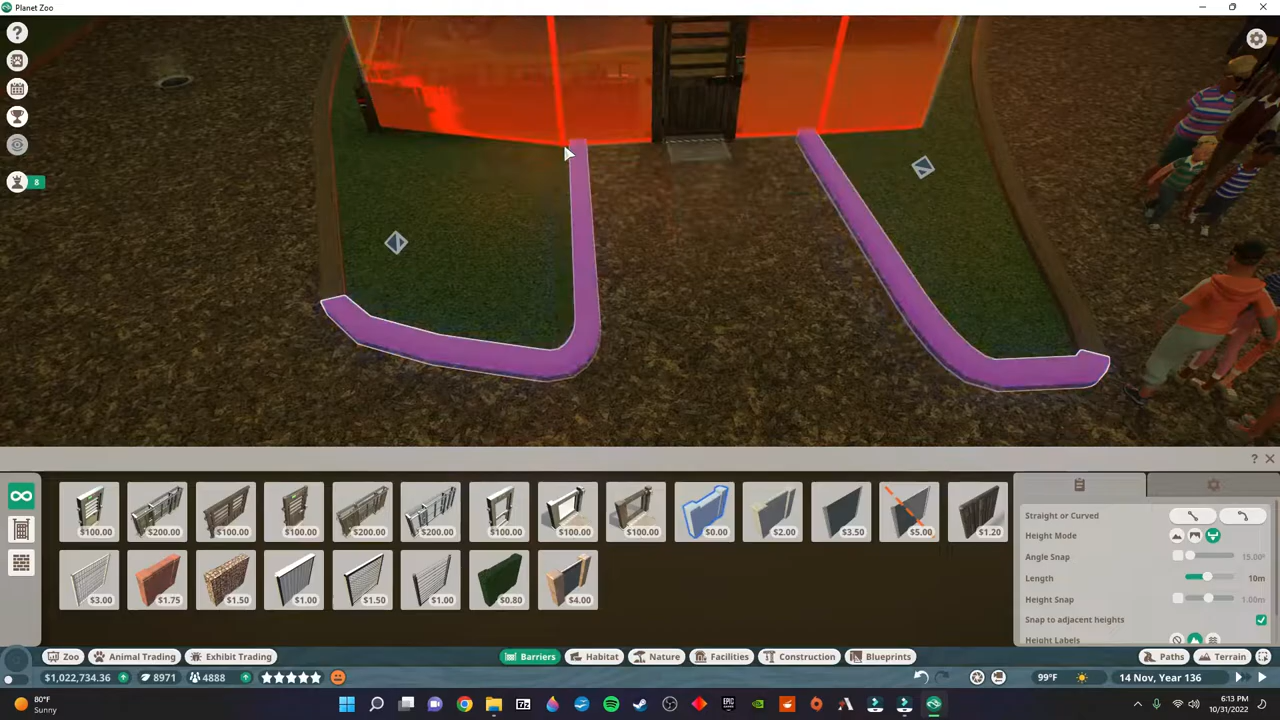 Planet Zoo
8
$100.00
$200.00
$100.00
$100.00
$200.00
$200.00
$100.00
$100.00
$100.00
$0.00
$2.00
$3.50
$5.00
$1.20
$3.00
$1.75
$1.50
$1.00
$1.50
$1.00
$0.80
$4.00
Straight or Curved
Height Mode
Angle Snap
15.00°
Length
10m
Height Snap
1.00m
Snap to adjacent heights
Height Labels
Zoo
Animal Trading
Exhibit Trading
Barriers
Habitat
Nature
Facilities
Construction
Blueprints
Paths
Terrain
$1,022,734.36
8971
4888
99°F
14 Nov, Year 136
80°F
Sunny
6:13 PM
10/31/2022